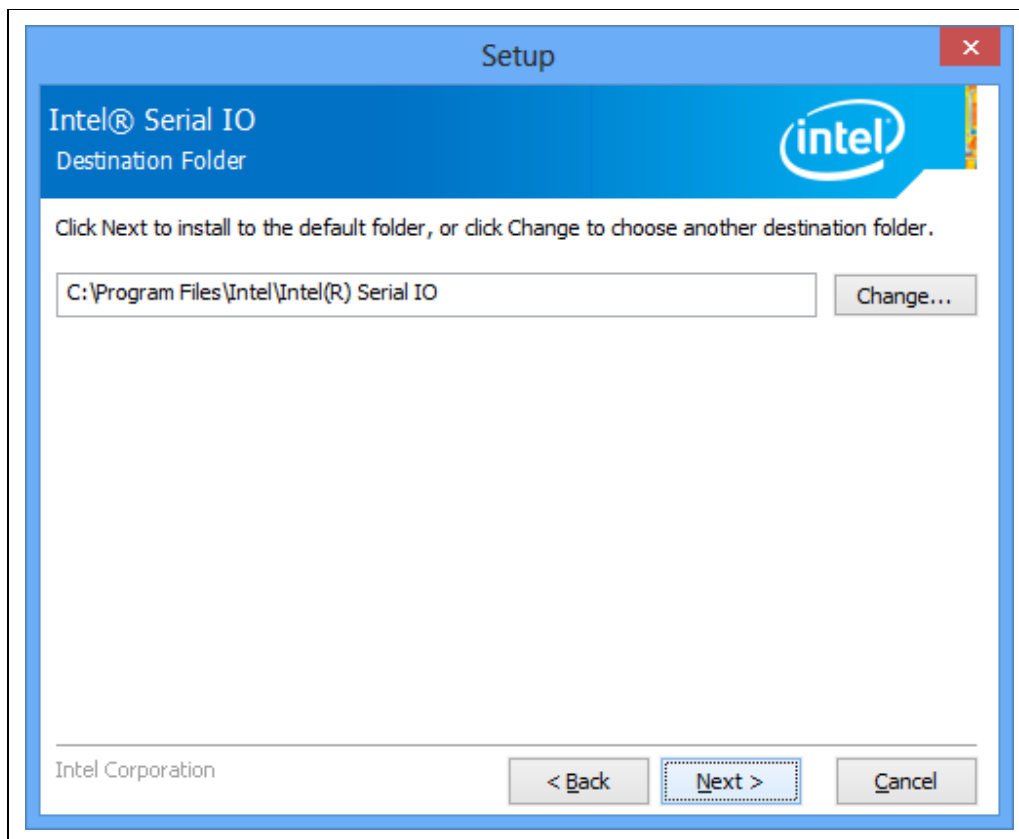 Setup
Intel® Serial IO
Destination Folder
intel
Click Next to install to the default folder, or click Change to choose another destination folder.
C:\Program Files\Intel\Intel(R) Serial IO
Change...
Intel Corporation
< Back
Next >
Cancel